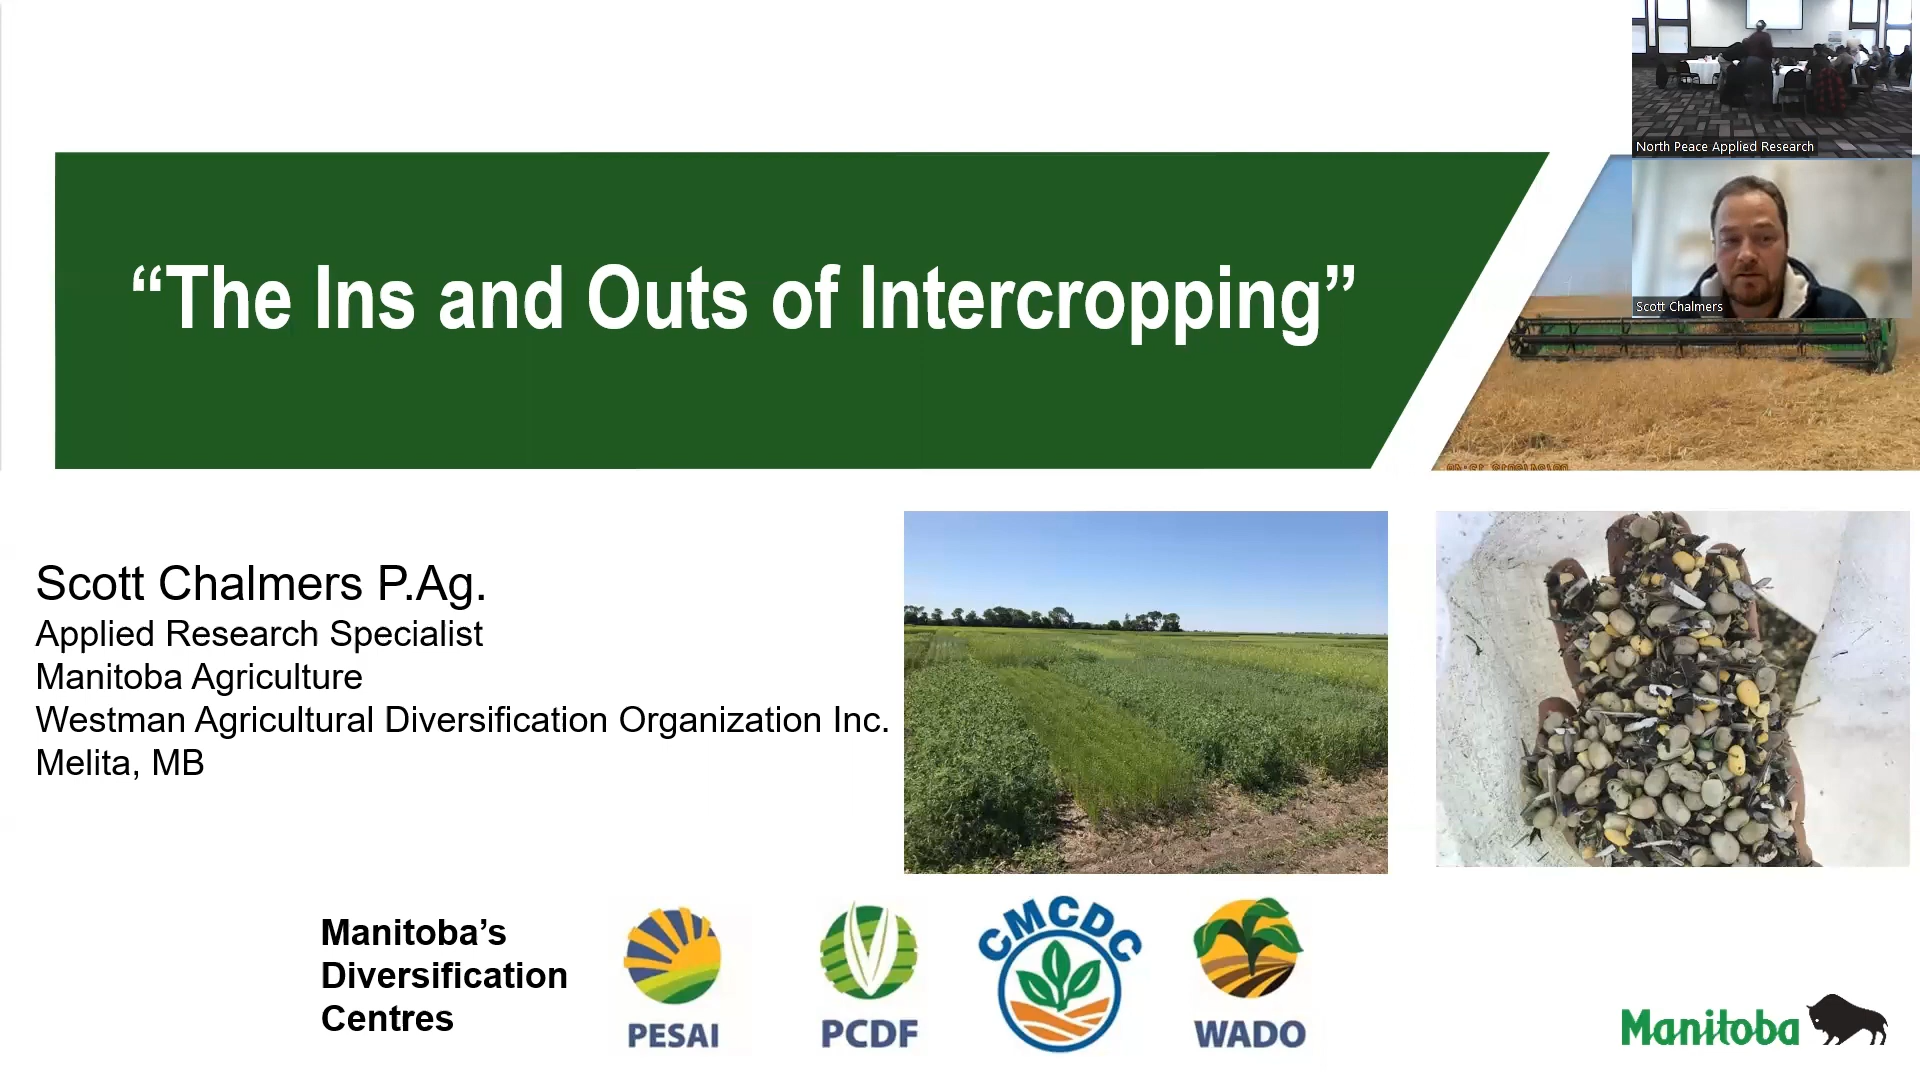 North Peace Applied Research
Scott Chalmers
“The Ins and Outs of Intercropping”
Scott Chalmers P.Ag.
Applied Research Specialist
Manitoba Agriculture
Westman Agricultural Diversification Organization Inc.
Melita, MB
Manitoba’s
Diversification
Centres
PESAI
PCDF
CMCDC
WADO
Manitoba